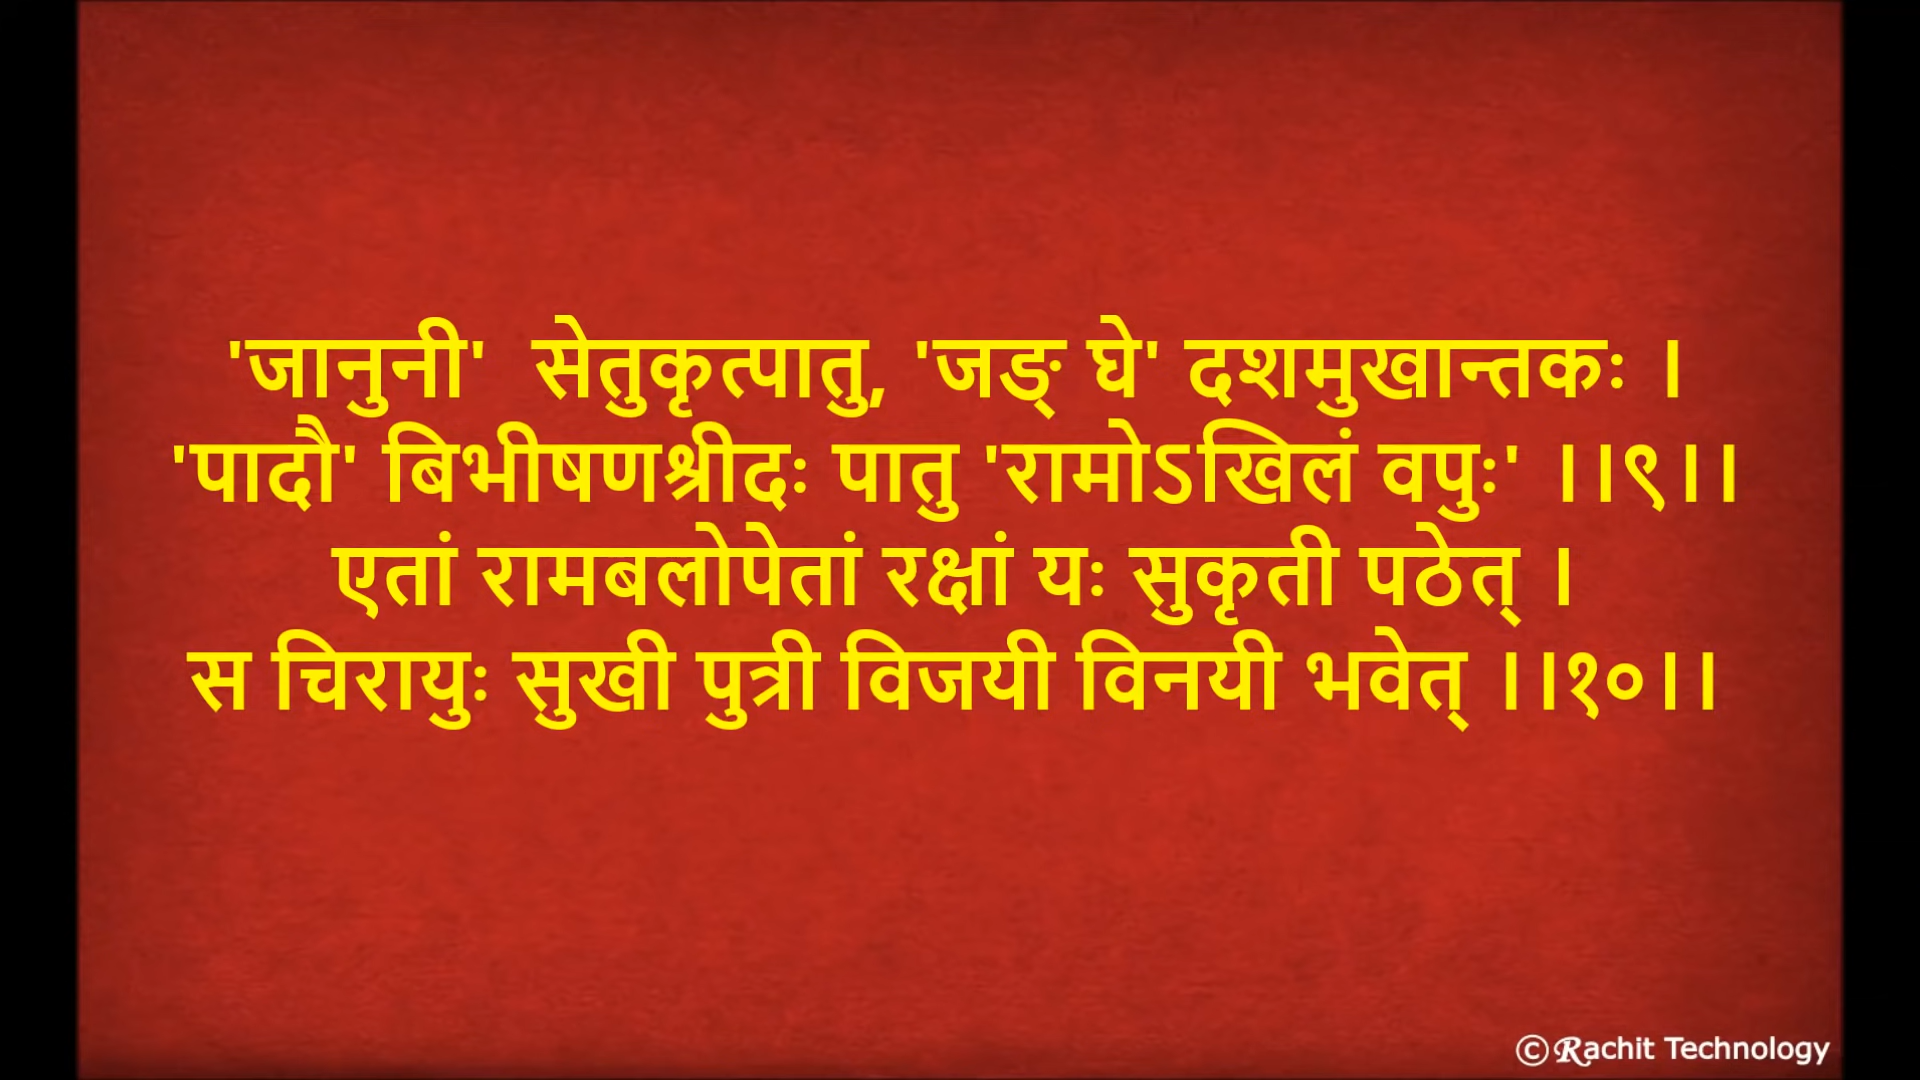 'जानुनी' सेतुकृत्पातु, 'जङ् घे' दशमुखान्तकः ।
'पादौ' बिभीषणश्रीदः पातु 'रामोऽखिलं वपुः' ।।९।।
एतां रामबलोपेतां रक्षां यः सुकृती पठेत् ।
स चिरायुः सुखी पुत्री विजयी विनयी भवेत् ।।१०।।
© Rachit Technology